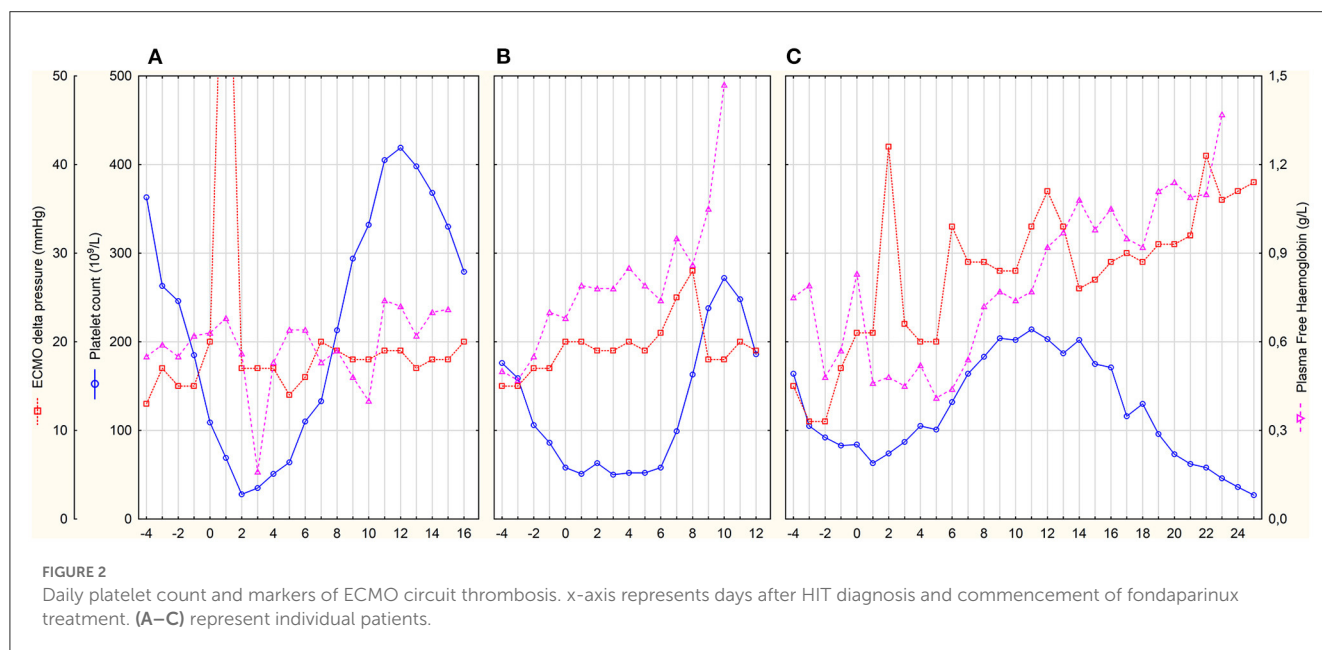 A B C
50 500 1,5
40 400 1,2
30 300 0,9
20 200 0,6
10 100 0,3
0 0 0,0
ECMO delta pressure (mmHg)
Platelet count (10⁹/L)
Plasma Free Haemoglobin (g/L)
-4 -2 0 2 4 6 8 10 12 14 16 -4 -2 0 2 4 6 8 10 12 -4 -2 0 2 4 6 8 10 12 14 16 18 20 22 24
FIGURE 2
Daily platelet count and markers of ECMO circuit thrombosis. x-axis represents days after HIT diagnosis and commencement of fondaparinux
treatment. (A–C) represent individual patients.